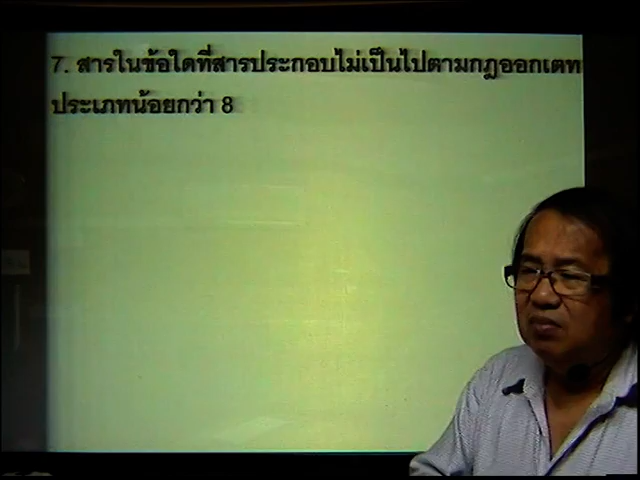 7. สารในข้อใดที่สารประกอบไม่เป็นไปตามกฎออกเตท
ประเภทน้อยกว่า 8